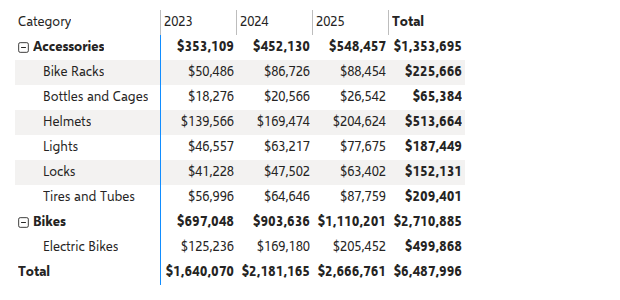 Category 2023 2024 2025 Total
Accessories $353,109 $452,130 $548,457 $1,353,695
Bike Racks $50,486 $86,726 $88,454 $225,666
Bottles and Cages $18,276 $20,566 $26,542 $65,384
Helmets $139,566 $169,474 $204,624 $513,664
Lights $46,557 $63,217 $77,675 $187,449
Locks $41,228 $47,502 $63,402 $152,131
Tires and Tubes $56,996 $64,646 $87,759 $209,401
Bikes $697,048 $903,636 $1,110,201 $2,710,885
Electric Bikes $125,236 $169,180 $205,452 $499,868
Total $1,640,070 $2,181,165 $2,666,761 $6,487,996